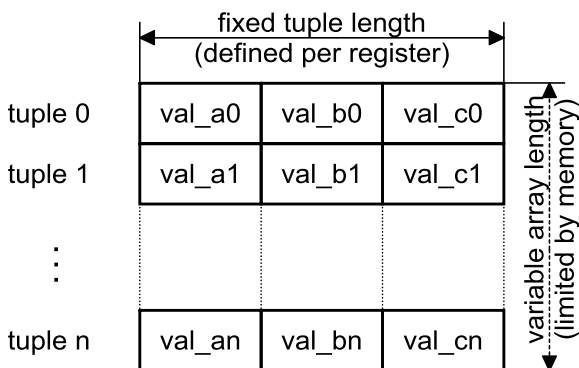 fixed tuple length
(defined per register)
tuple 0 val_a0 val_b0 val_c0
tuple 1 val_a1 val_b1 val_c1
⋮
tuple n val_an val_bn val_cn
variable array length
(limited by memory)